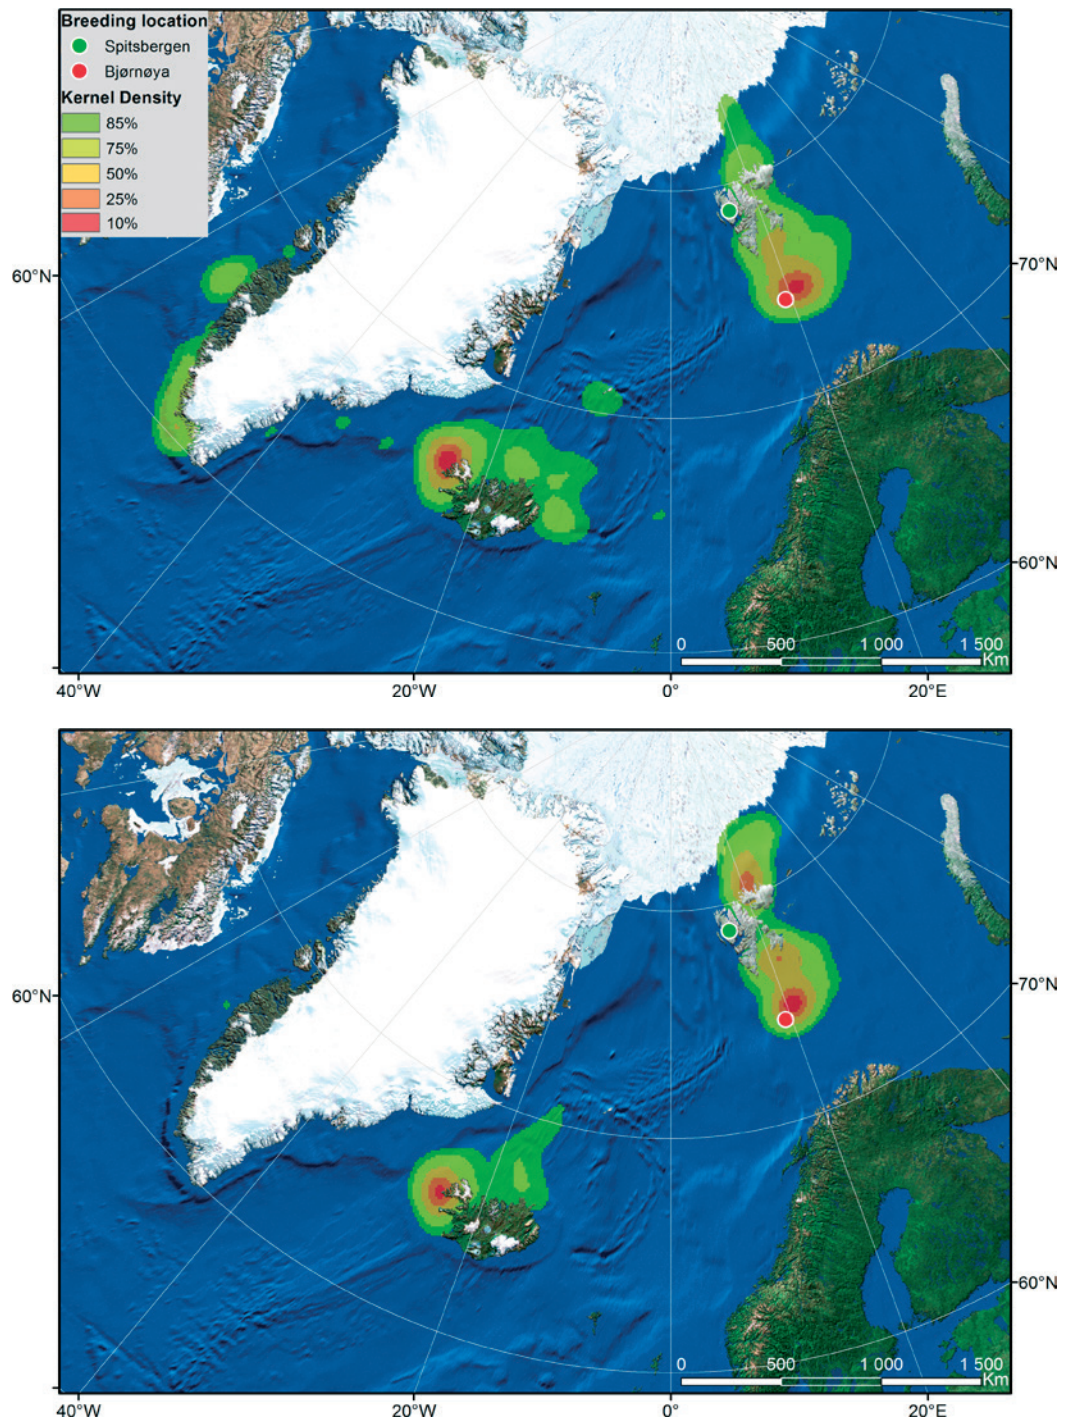 Breeding location
Spitsbergen
Bjørnøya
Kernel Density
85%
75%
50%
25%
10%
60°N
70°N
60°N
0 500 1 000 1 500
Km
40°W 20°W 0° 20°E
60°N
70°N
60°N
0 500 1 000 1 500
Km
40°W 20°W 0° 20°E